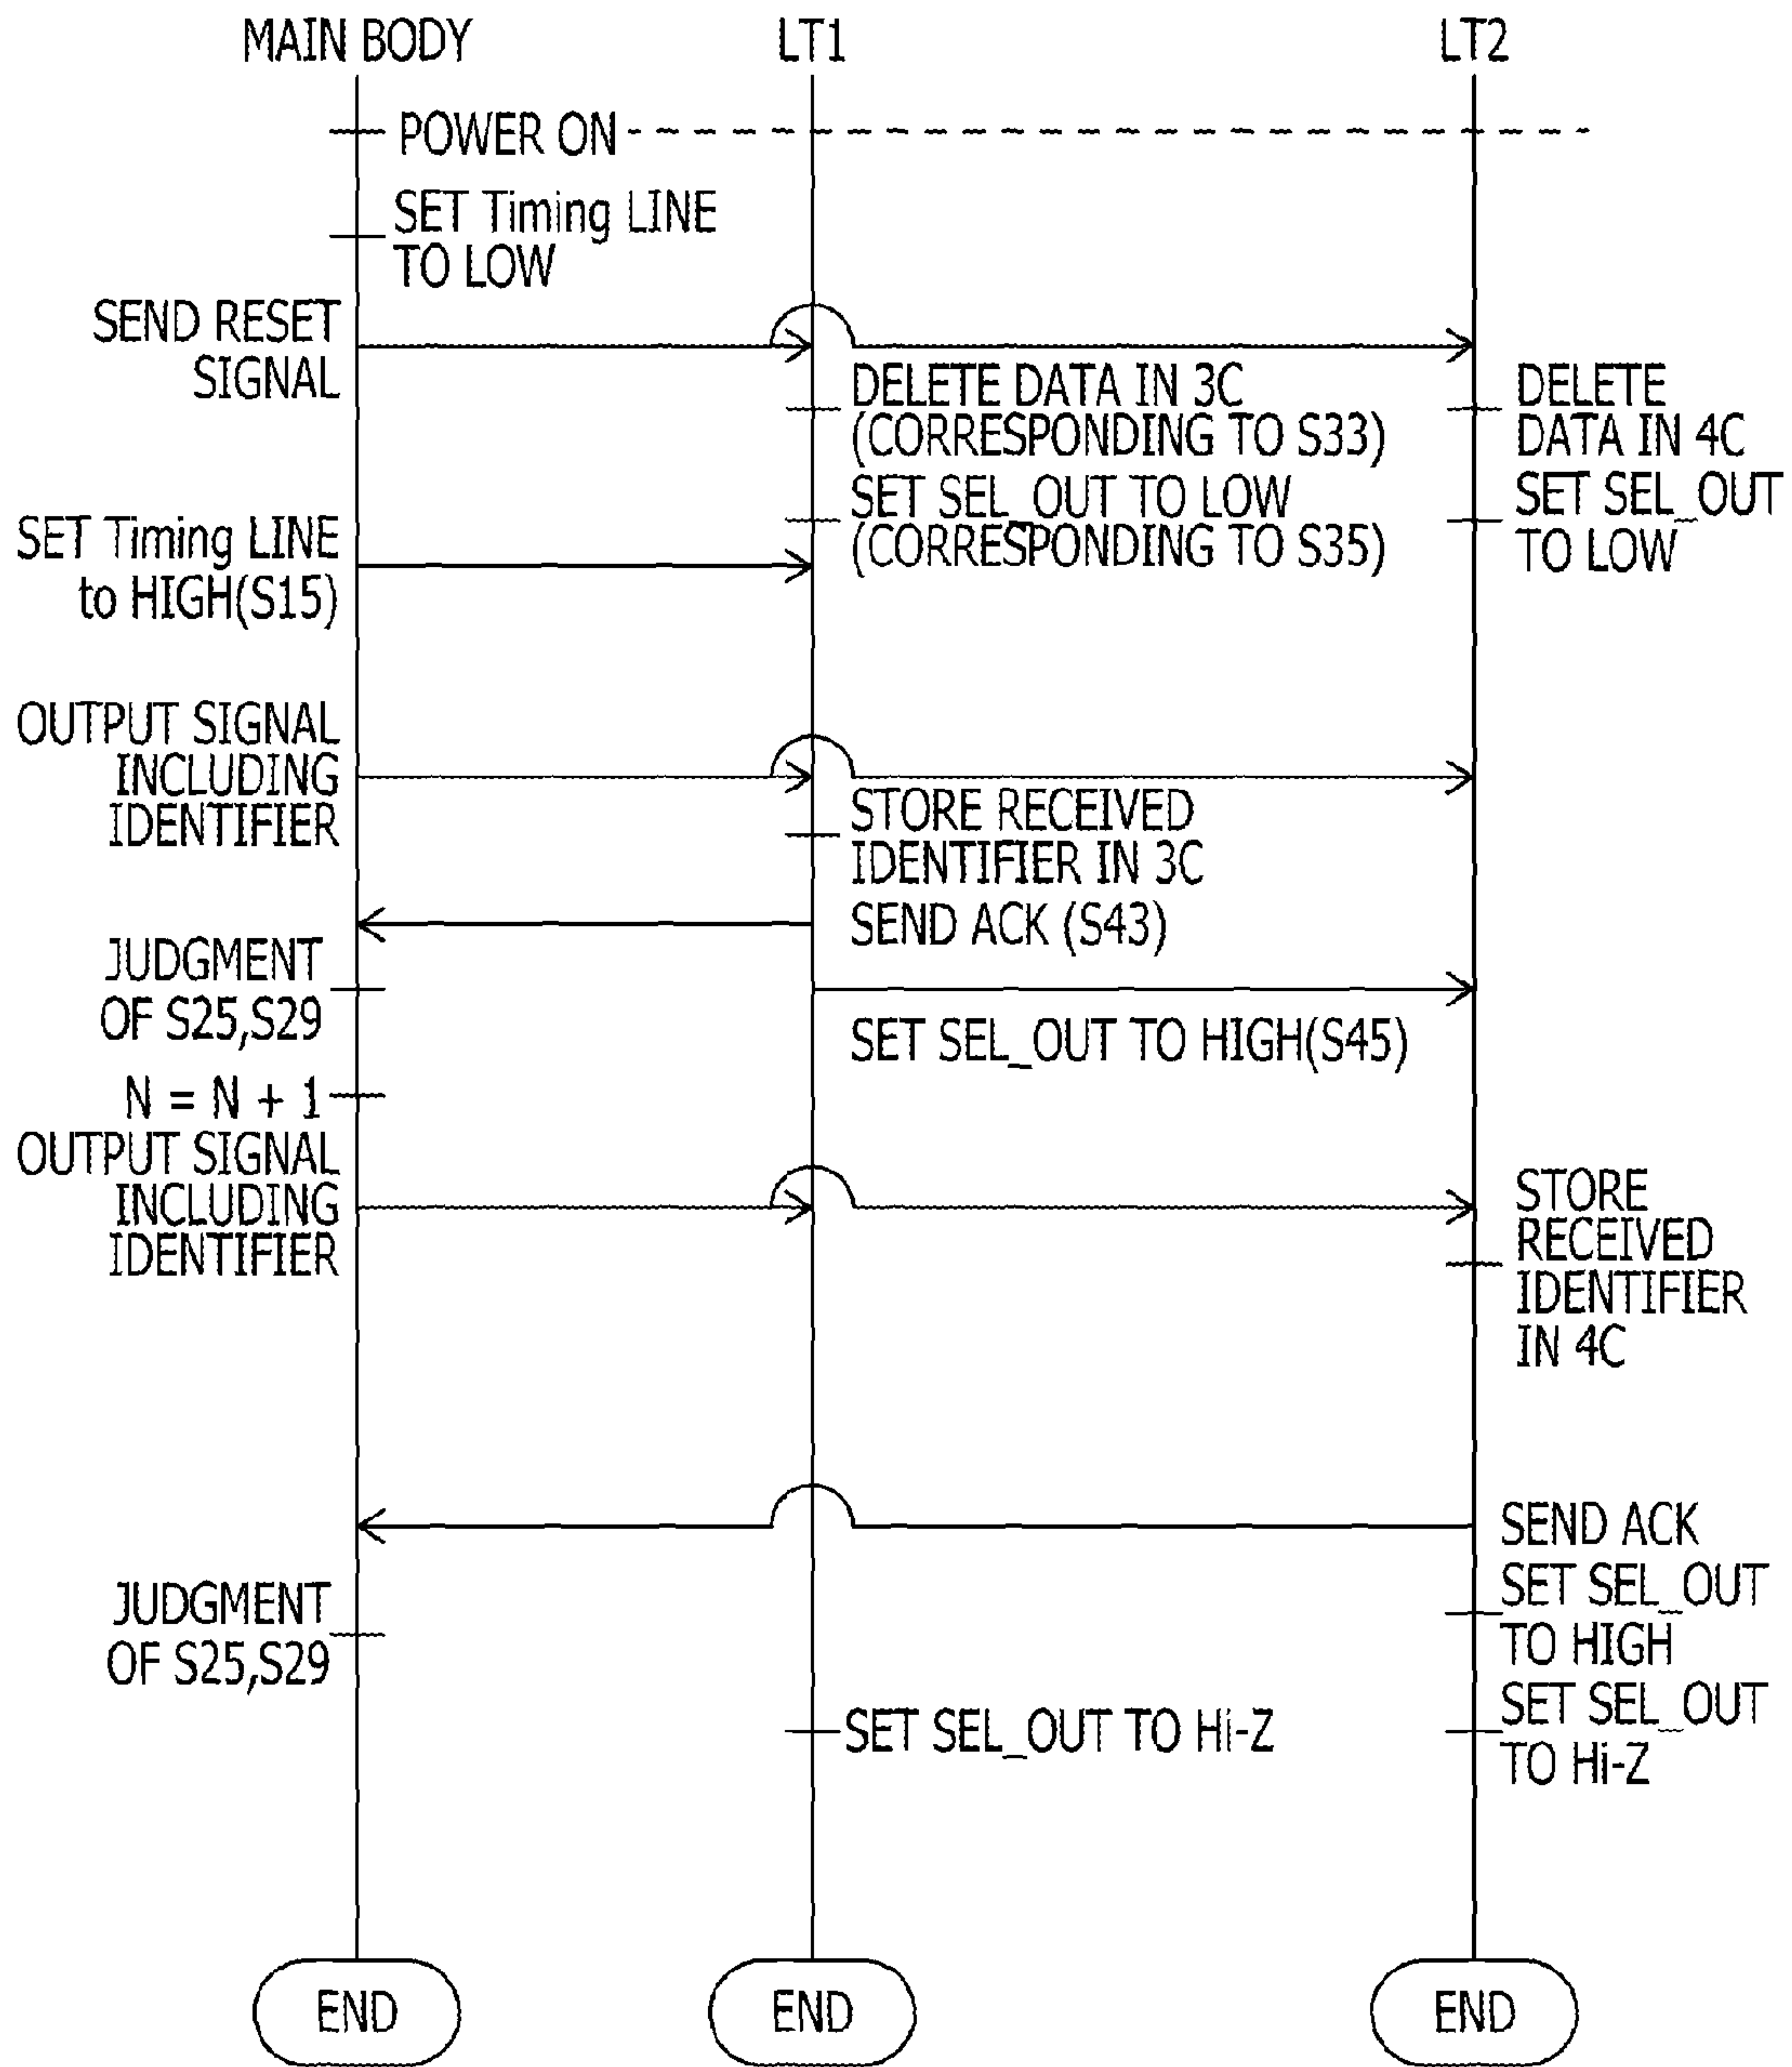 MAIN BODY
LT1
LT2
POWER ON
SET Timing LINE
TO LOW
SEND RESET
SIGNAL
DELETE DATA IN 3C
(CORRESPONDING TO S33)
DELETE
DATA IN 4C
SET SEL_OUT TO LOW
(CORRESPONDING TO S35)
SET SEL_OUT
TO LOW
SET Timing LINE
to HIGH(S15)
OUTPUT SIGNAL
INCLUDING
IDENTIFIER
STORE RECEIVED
IDENTIFIER IN 3C
SEND ACK (S43)
JUDGMENT
OF S25,S29
SET SEL_OUT TO HIGH(S45)
N = N + 1
OUTPUT SIGNAL
INCLUDING
IDENTIFIER
STORE
RECEIVED
IDENTIFIER
IN 4C
SEND ACK
SET SEL_OUT
TO HIGH
JUDGMENT
OF S25,S29
SET SEL_OUT TO Hi-Z
SET SEL_OUT
TO Hi-Z
END
END
END